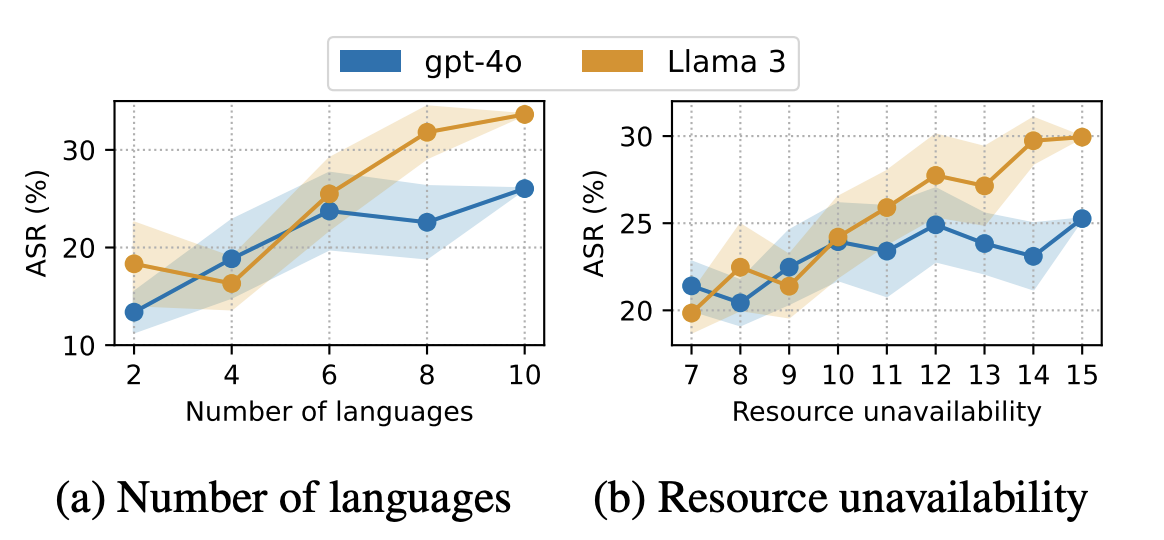 gpt-4o Llama 3
ASR (%)
30
20
10
2 4 6 8 10
Number of languages
ASR (%)
30
25
20
7 8 9 10 11 12 13 14 15
Resource unavailability
(a) Number of languages
(b) Resource unavailability